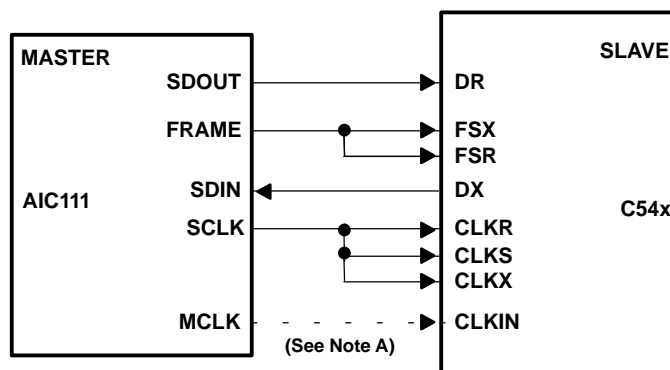 MASTER
SLAVE
SDOUT
DR
FRAME
FSX
FSR
SDIN
DX
AIC111
C54x
SCLK
CLKR
CLKS
CLKX
MCLK
CLKIN
(See Note A)